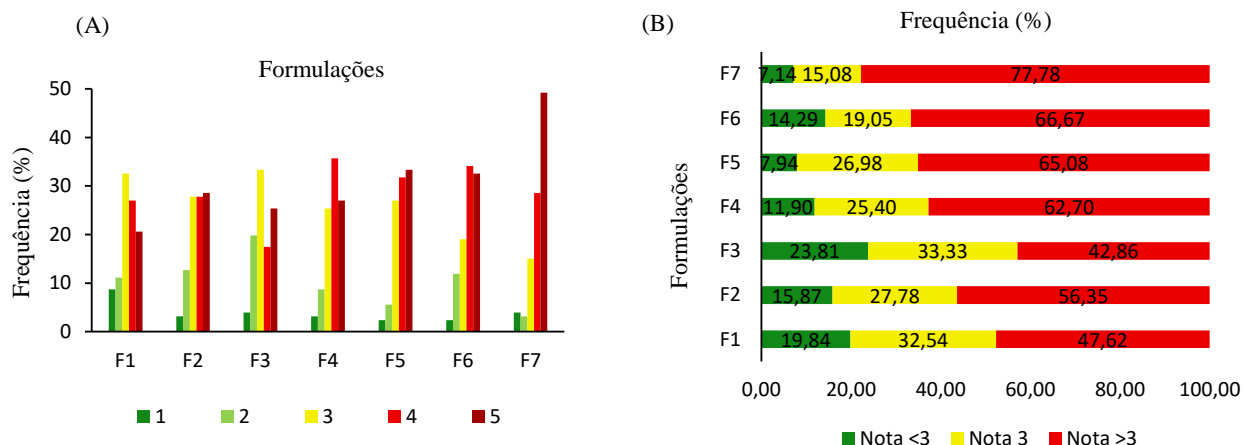 (A)
Formulações
Frequência (%)
50
40
30
20
10
0
F1 F2 F3 F4 F5 F6 F7
1 2 3 4 5
(B)
Frequência (%)
Formulações
F7 7,14 15,08 77,78
F6 14,29 19,05 66,67
F5 7,94 26,98 65,08
F4 11,90 25,40 62,70
F3 23,81 33,33 42,86
F2 15,87 27,78 56,35
F1 19,84 32,54 47,62
0,00 20,00 40,00 60,00 80,00 100,00
Nota <3 Nota 3 Nota >3